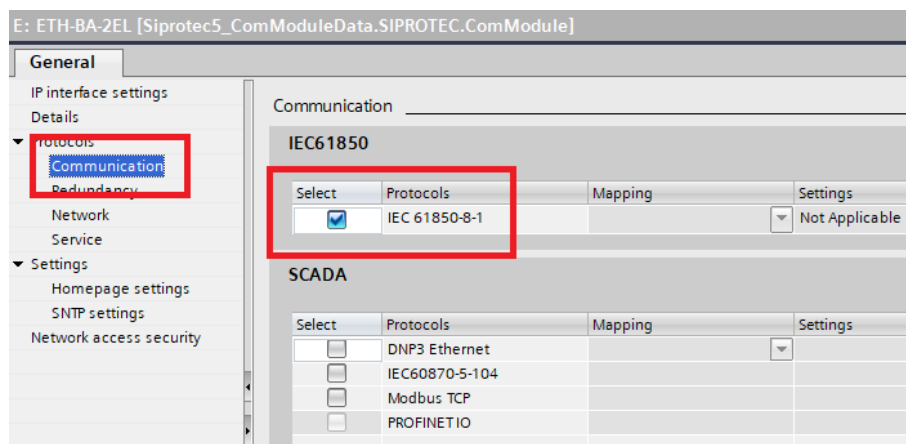 E: ETH-BA-2EL [Siprotec5_ComModuleData.SIPROTEC.ComModule]
General
IP interface settings
Details
Protocols
Communication
Redundancy
Network
Service
Settings
Homepage settings
SNTP settings
Network access security
Communication
IEC61850
Select Protocols Mapping Settings
IEC 61850-8-1 Not Applicable
SCADA
Select Protocols Mapping Settings
DNP3 Ethernet
IEC60870-5-104
Modbus TCP
PROFINET IO